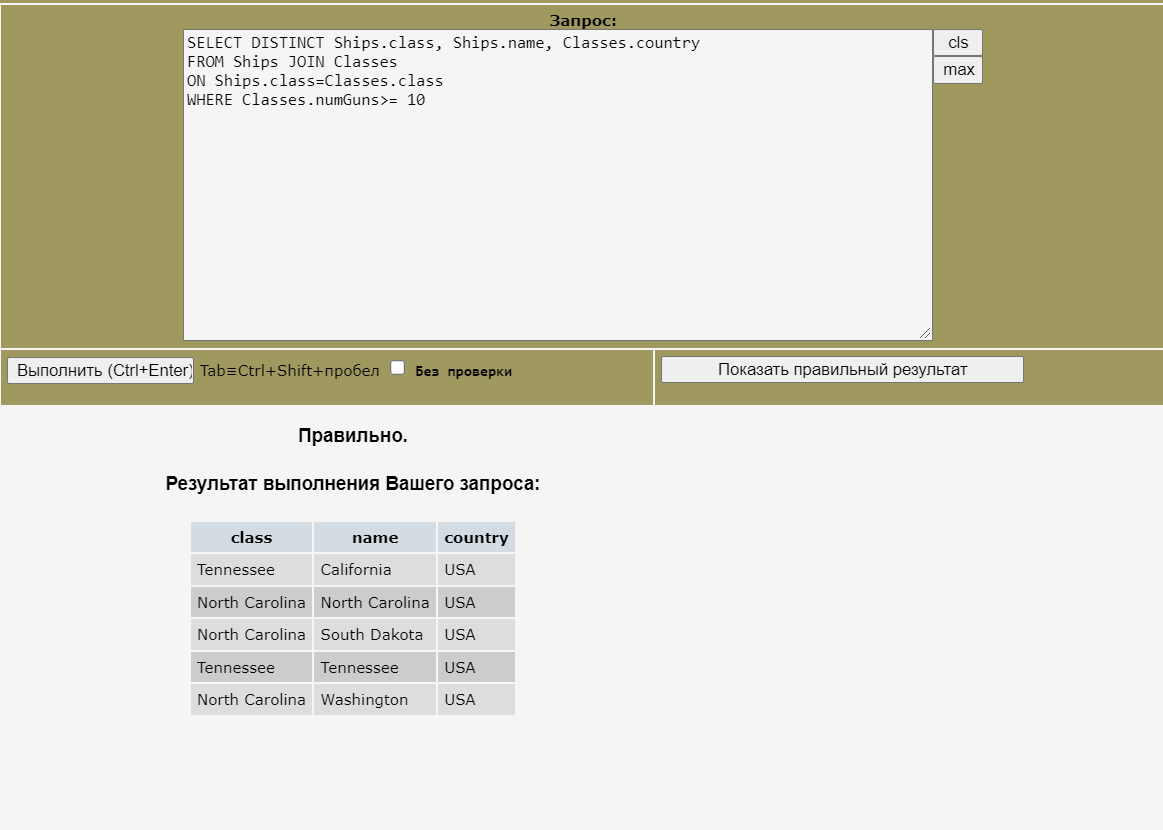 Запрос:
SELECT DISTINCT Ships.class, Ships.name, Classes.country
FROM Ships JOIN Classes
ON Ships.class=Classes.class
WHERE Classes.numGuns>= 10
cls
max
Выполнить (Ctrl+Enter) Tab≡Ctrl+Shift+пробел Без проверки
Показать правильный результат
Правильно.
Результат выполнения Вашего запроса:
class name country
Tennessee California USA
North Carolina North Carolina USA
North Carolina South Dakota USA
Tennessee Tennessee USA
North Carolina Washington USA